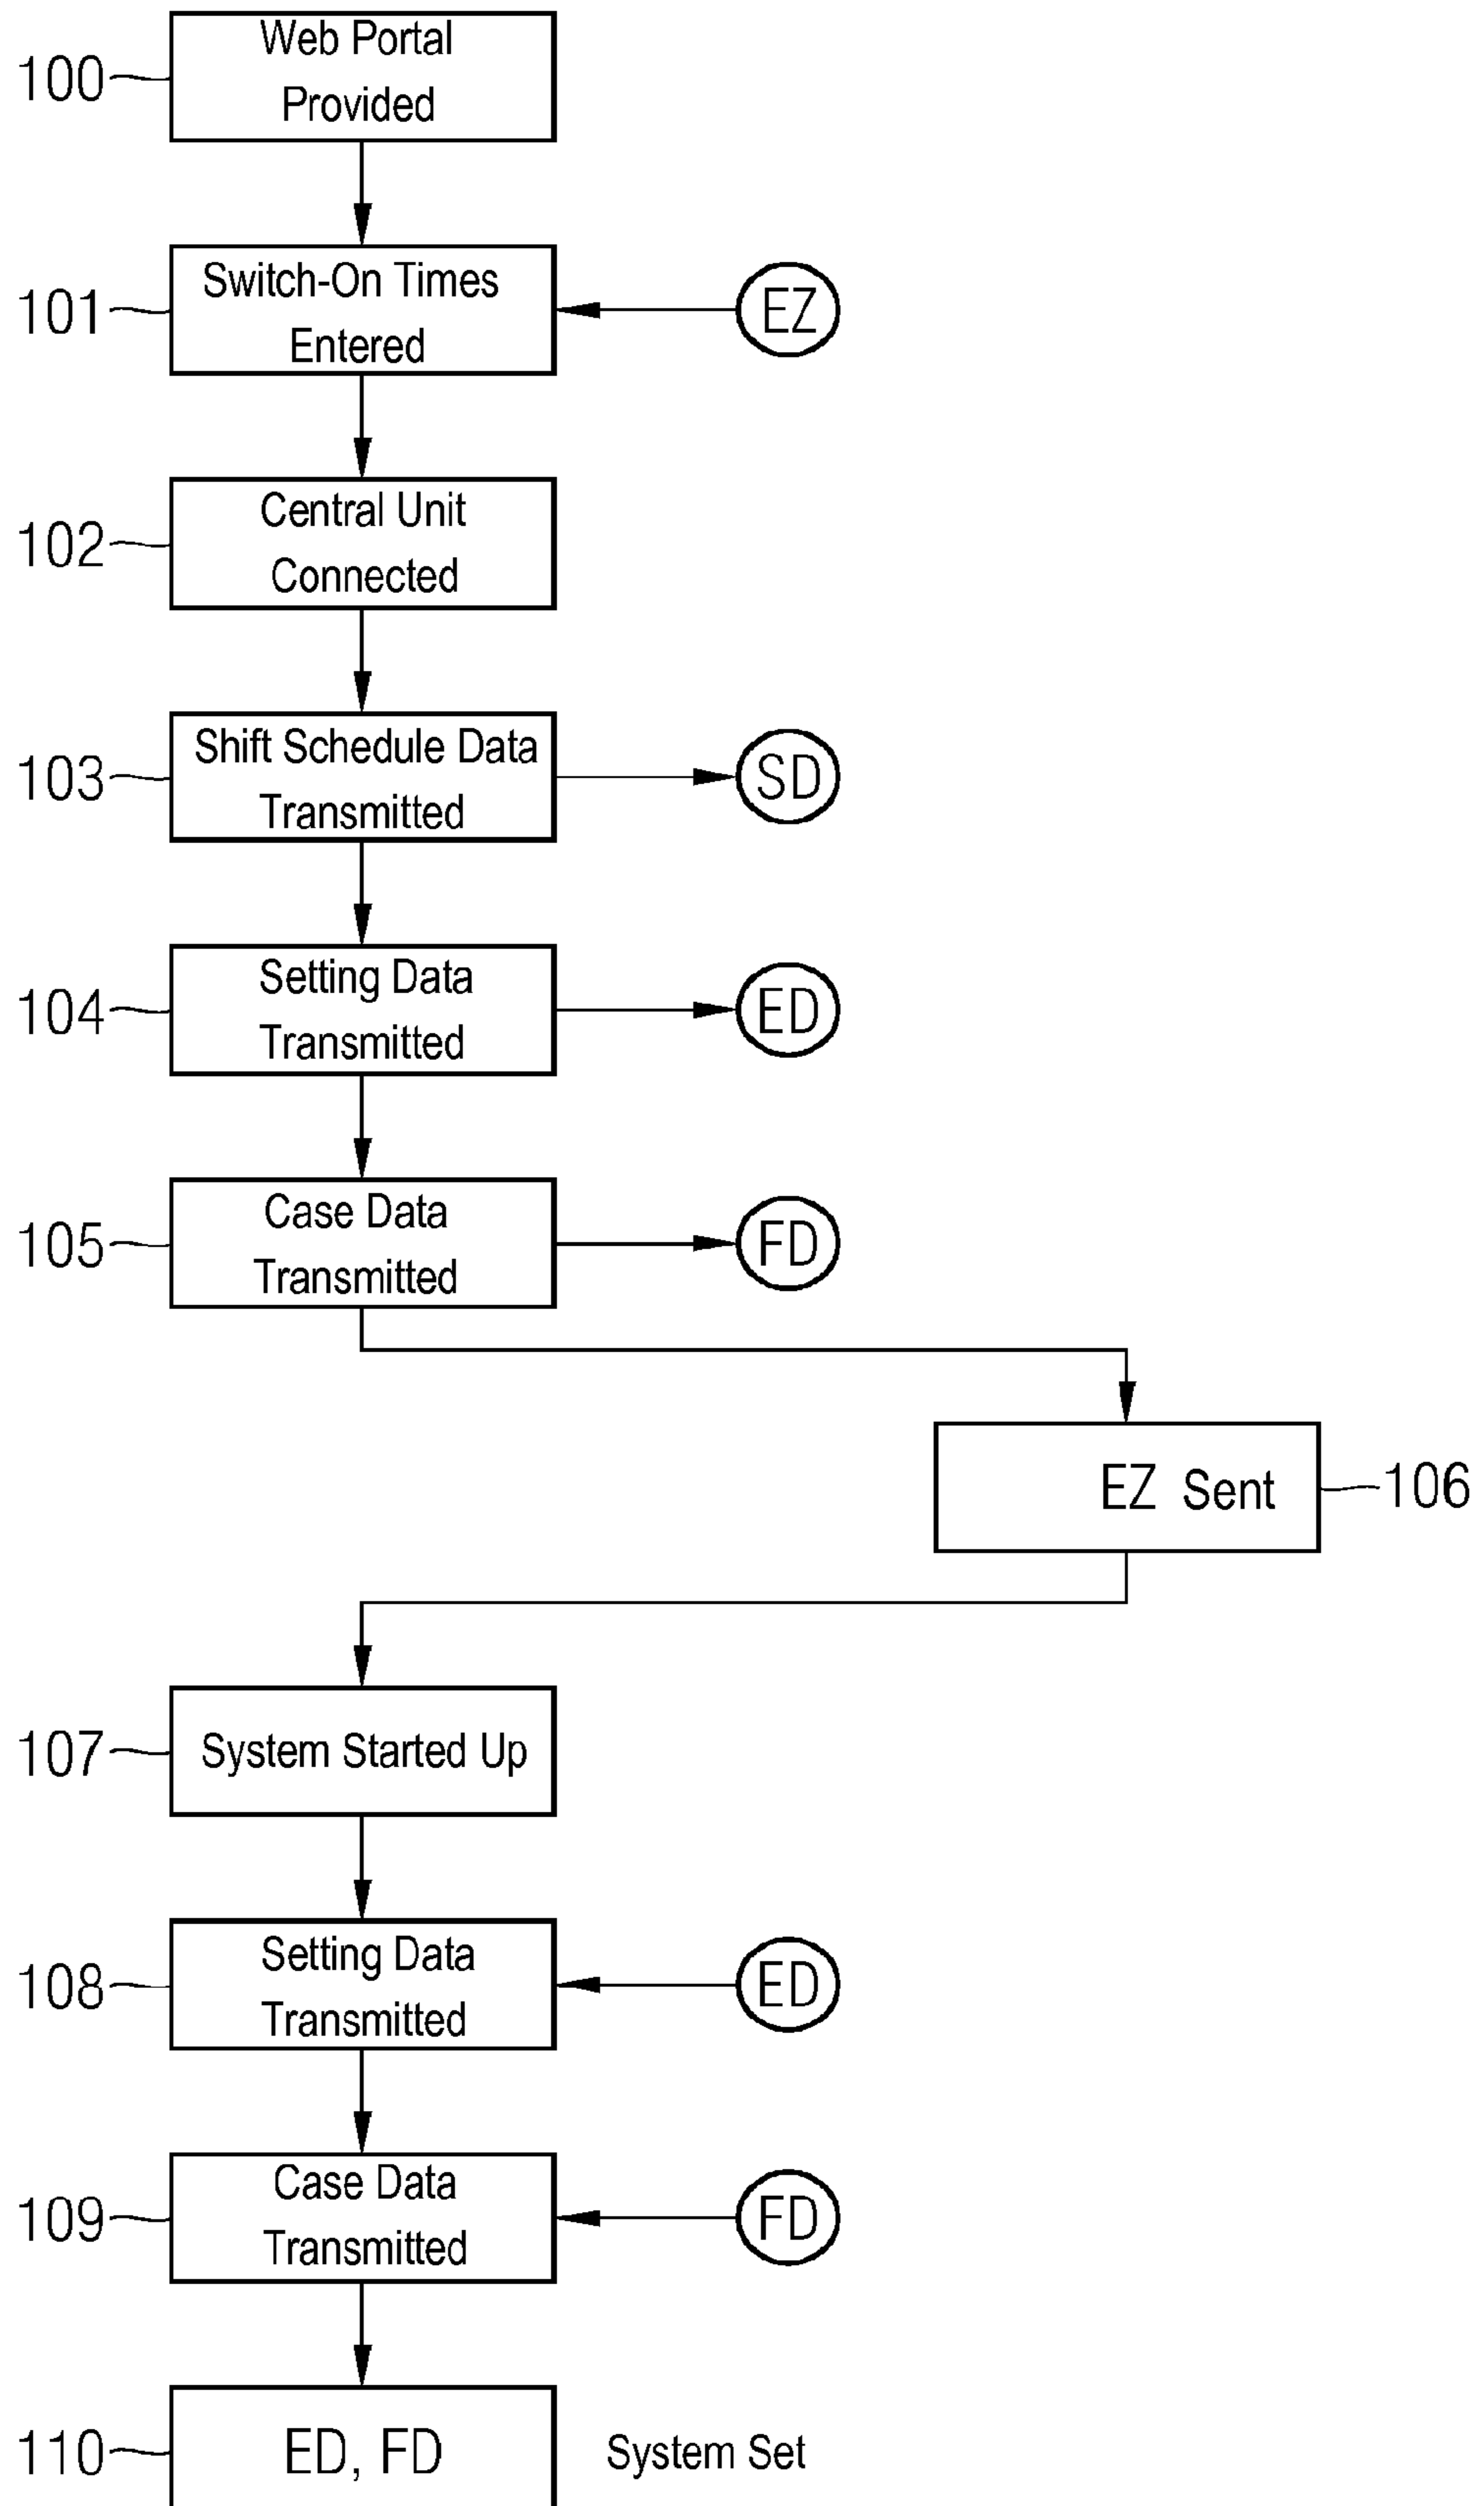 Web Portal
Provided
100
Switch-On Times
Entered
101
EZ
Central Unit
Connected
102
Shift Schedule Data
Transmitted
103
SD
Setting Data
Transmitted
104
ED
Case Data
Transmitted
105
FD
EZ Sent
106
System Started Up
107
Setting Data
Transmitted
108
ED
Case Data
Transmitted
109
FD
110
ED, FD
System Set